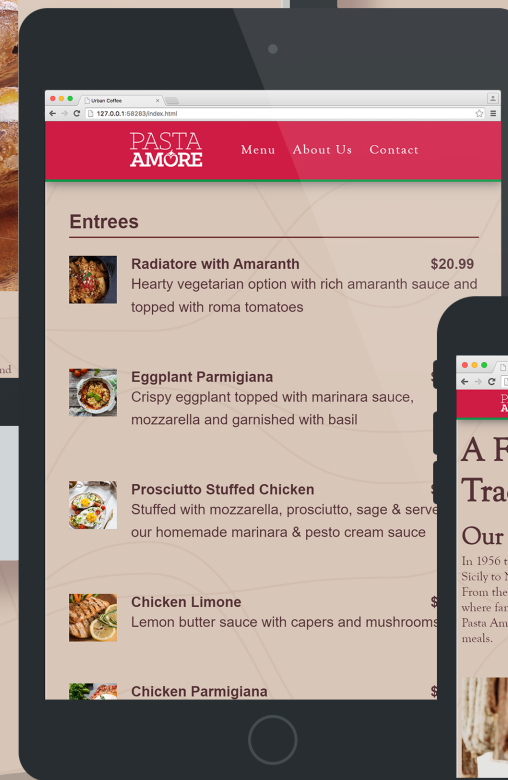 Urban Coffee
127.0.0.1:58283/index.html
PASTA
AMORE
Menu About Us Contact
Entrees
Radiatore with Amaranth $20.99
Hearty vegetarian option with rich amaranth sauce and
topped with roma tomatoes
Eggplant Parmigiana $
Crispy eggplant topped with marinara sauce,
mozzarella and garnished with basil
Prosciutto Stuffed Chicken $
Stuffed with mozzarella, prosciutto, sage & serve
our homemade marinara & pesto cream sauce
Chicken Limone $
Lemon butter sauce with capers and mushrooms
Chicken Parmigiana $
nd
P
A
A F
Tra
Our
In 1956 t
Sicily to N
From the
where far
Pasta Am
meals.